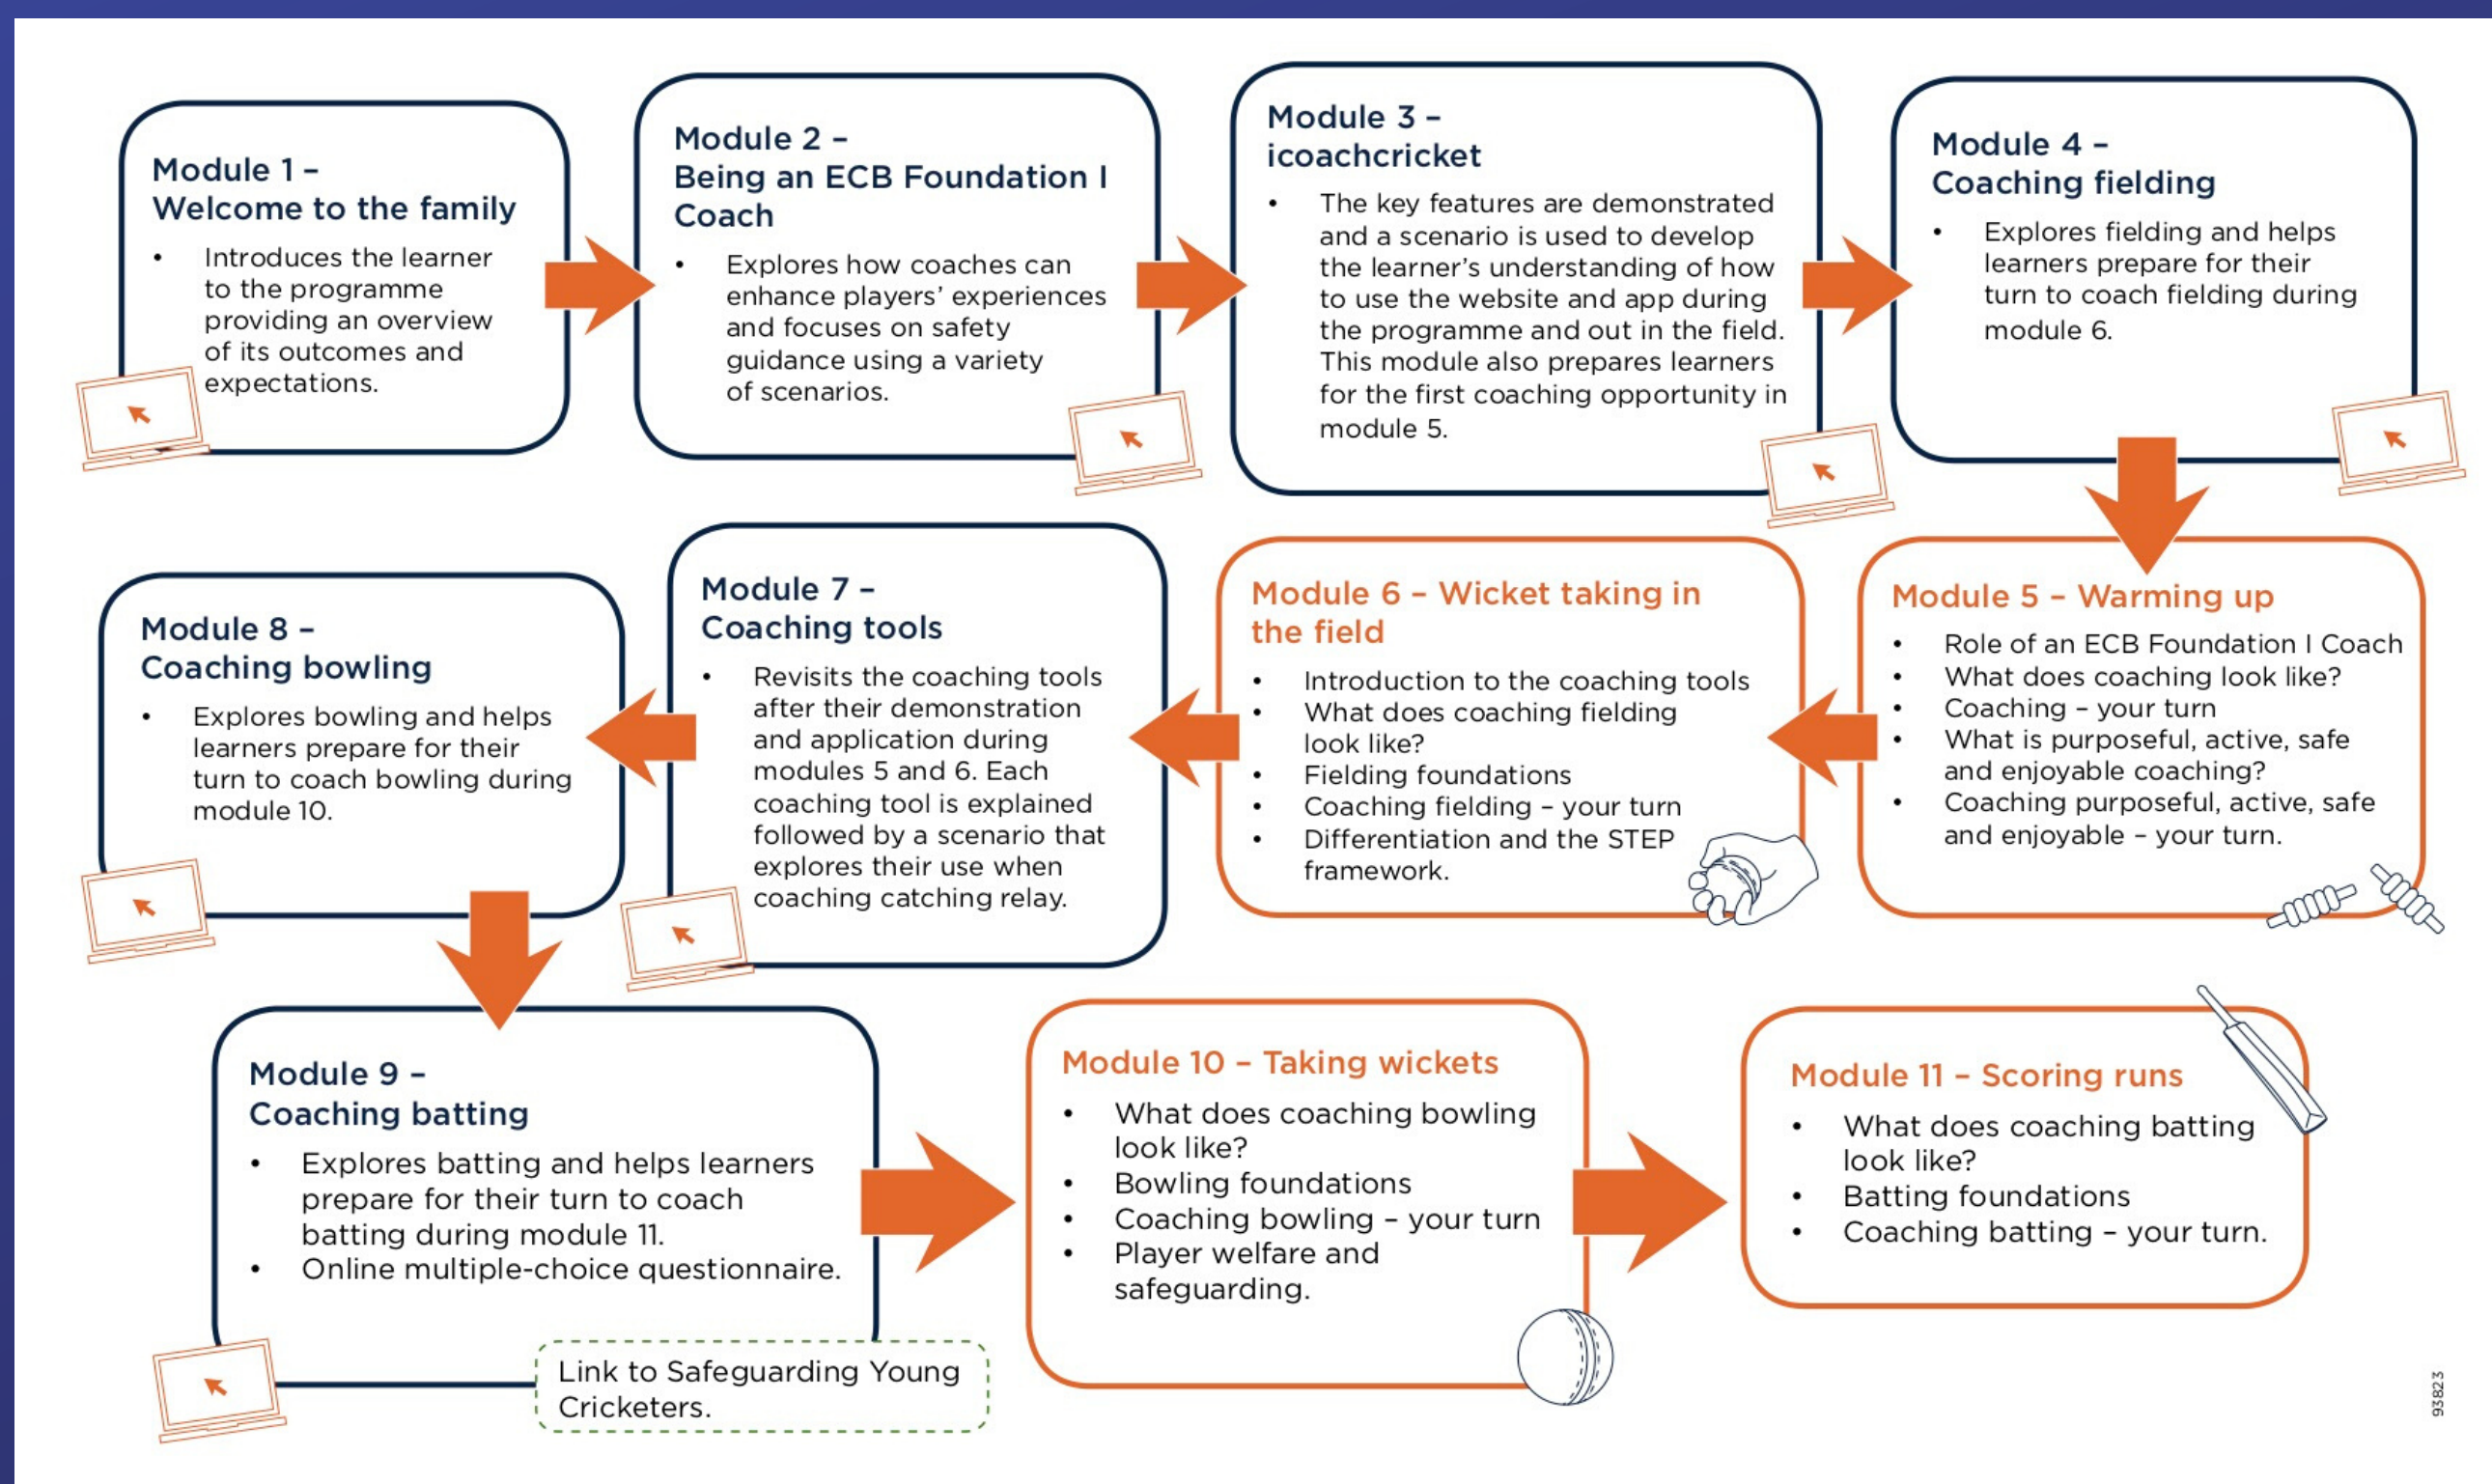 Module 1 –
Welcome to the family
• Introduces the learner
to the programme
providing an overview
of its outcomes and
expectations.
Module 2 –
Being an ECB Foundation I
Coach
• Explores how coaches can
enhance players’ experiences
and focuses on safety
guidance using a variety
of scenarios.
Module 3 –
icoachcricket
• The key features are demonstrated
and a scenario is used to develop
the learner’s understanding of how
to use the website and app during
the programme and out in the field.
This module also prepares learners
for the first coaching opportunity in
module 5.
Module 4 –
Coaching fielding
• Explores fielding and helps
learners prepare for their
turn to coach fielding during
module 6.
Module 5 – Warming up
• Role of an ECB Foundation I Coach
• What does coaching look like?
• Coaching – your turn
• What is purposeful, active, safe
and enjoyable coaching?
• Coaching purposeful, active, safe
and enjoyable – your turn.
Module 6 – Wicket taking in
the field
• Introduction to the coaching tools
• What does coaching fielding
look like?
• Fielding foundations
• Coaching fielding – your turn
• Differentiation and the STEP
framework.
Module 7 –
Coaching tools
• Revisits the coaching tools
after their demonstration
and application during
modules 5 and 6. Each
coaching tool is explained
followed by a scenario that
explores their use when
coaching catching relay.
Module 8 –
Coaching bowling
• Explores bowling and helps
learners prepare for their
turn to coach bowling during
module 10.
Module 9 –
Coaching batting
• Explores batting and helps learners
prepare for their turn to coach
batting during module 11.
• Online multiple-choice questionnaire.
Link to Safeguarding Young
Cricketers.
Module 10 – Taking wickets
• What does coaching bowling
look like?
• Bowling foundations
• Coaching bowling – your turn
• Player welfare and
safeguarding.
Module 11 – Scoring runs
• What does coaching batting
look like?
• Batting foundations
• Coaching batting – your turn.
93823